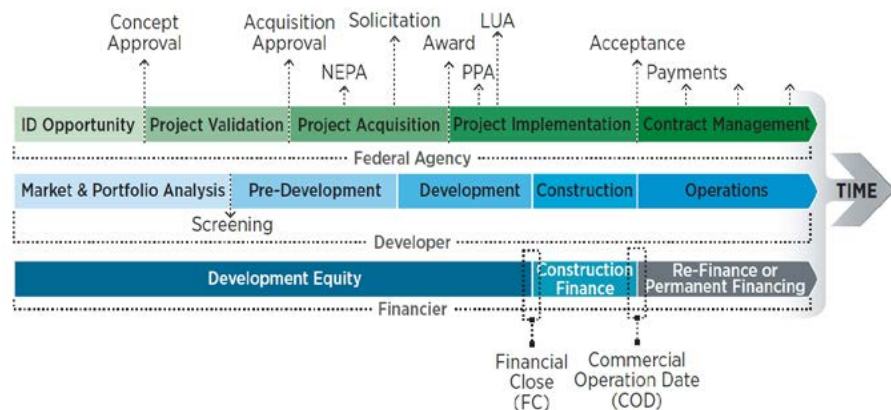 Concept
Approval
Acquisition
Approval
Solicitation
NEPA
Award
LUA
PPA
Acceptance
Payments
ID Opportunity
Project Validation
Project Acquisition
Project Implementation
Contract Management
Federal Agency
Market & Portfolio Analysis
Pre-Development
Development
Construction
Operations
TIME
Screening
Developer
Development Equity
Construction
Finance
Re-Finance or
Permanent Financing
Financier
Financial
Close
(FC)
Commercial
Operation Date
(COD)